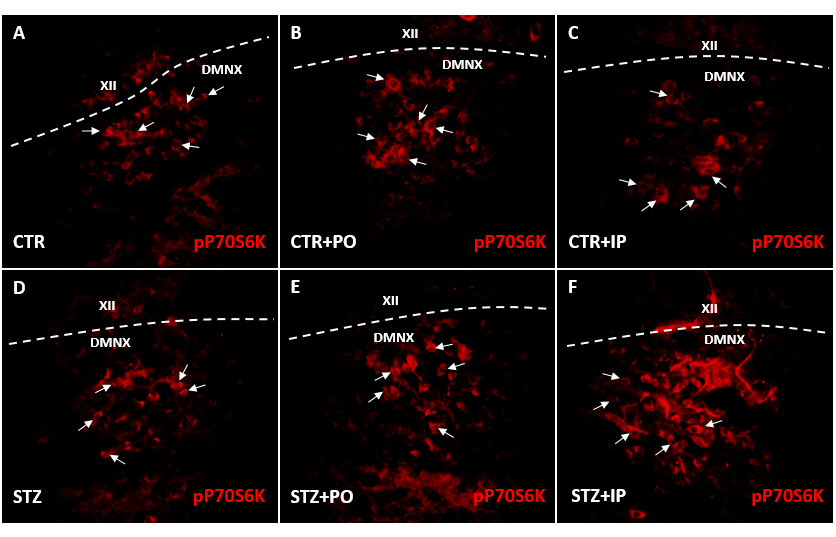 A
XII
DMNX
CTR pP70S6K
B
XII
DMNX
CTR+PO pP70S6K
C
XII
DMNX
CTR+IP pP70S6K
D
XII
DMNX
STZ pP70S6K
E
XII
DMNX
STZ+PO pP70S6K
F
XII
DMNX
STZ+IP pP70S6K